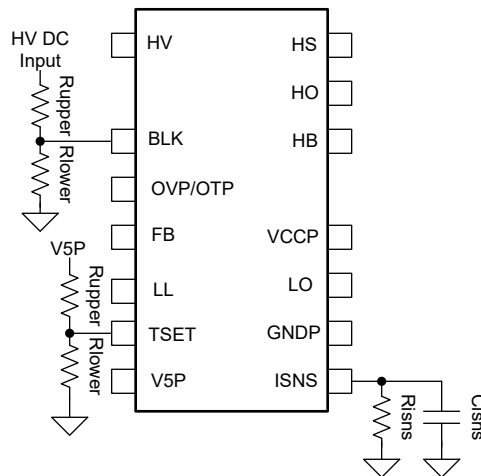 HV DC
Input
Rupper
Rlower
V5P
Rupper
Rlower
HV
BLK
OVP/OTP
FB
LL
TSET
V5P
HS
HO
HB
VCCP
LO
GNDP
ISNS
Risns
Cisns